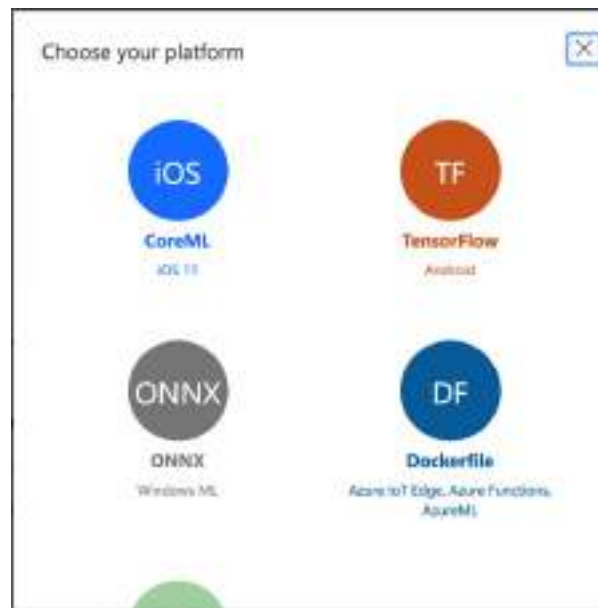 Choose your platform
iOS
CoreML
iOS 11
TF
TensorFlow
Android
ONNX
ONNX
Windows ML
DF
Dockerfile
Azure IoT Edge, Azure Functions,
AzureML